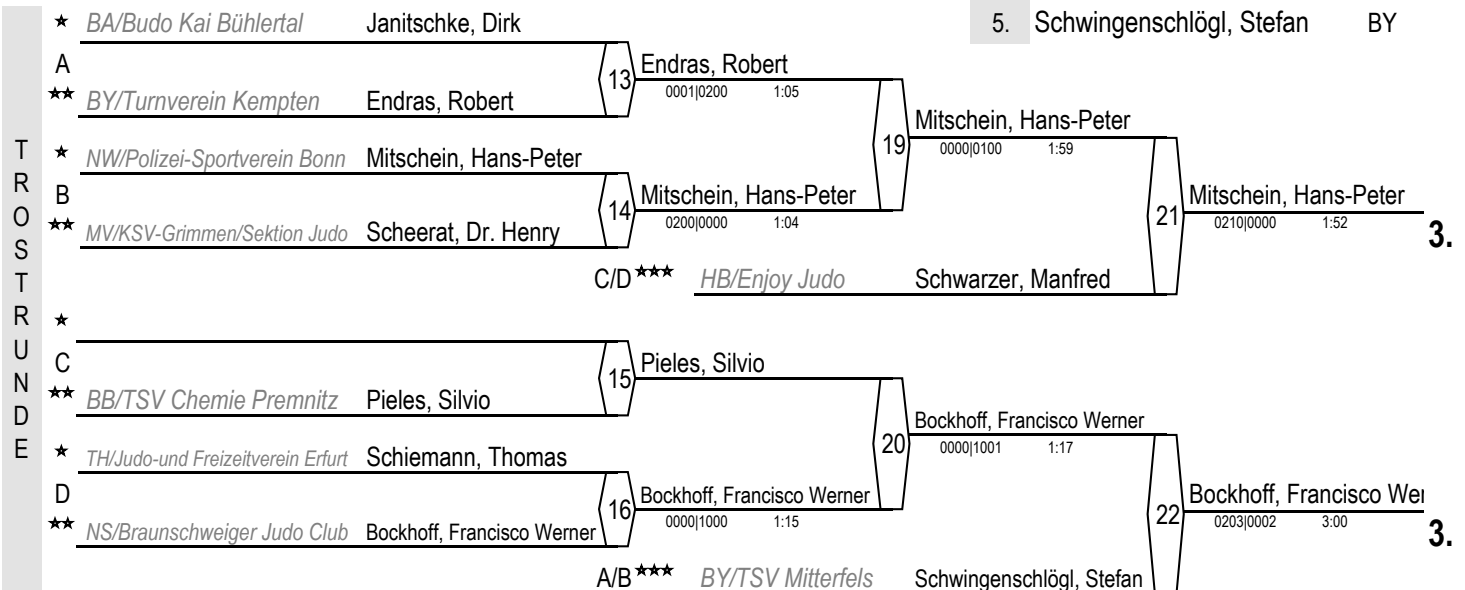 ★ BA/Budo Kai Bühlertal Janitschke, Dirk
5. Schwingenschlögl, Stefan BY
A
13 Endras, Robert
0001|0200 1:05
★★ BY/Turnverein Kempten Endras, Robert
19 Mitschein, Hans-Peter
0000|0100 1:59
★ NW/Polizei-Sportverein Bonn Mitschein, Hans-Peter
B
14 Mitschein, Hans-Peter
0200|0000 1:04
21 Mitschein, Hans-Peter
0210|0000 1:52
3.
★★ MV/KSV-Grimmen/Sektion Judo Scheerat, Dr. Henry
C/D ★★★ HB/Enjoy Judo Schwarzer, Manfred
TROSTRUNDE
★
C
15 Pieles, Silvio
★★ BB/TSV Chemie Premnitz Pieles, Silvio
20 Bockhoff, Francisco Werner
0000|1001 1:17
★ TH/Judo-und Freizeitverein Erfurt Schiemann, Thomas
D
16 Bockhoff, Francisco Werner
0000|1000 1:15
22 Bockhoff, Francisco Wer
0203|0002 3:00
3.
★★ NS/Braunschweiger Judo Club Bockhoff, Francisco Werner
A/B ★★★ BY/TSV Mitterfels Schwingenschlögl, Stefan